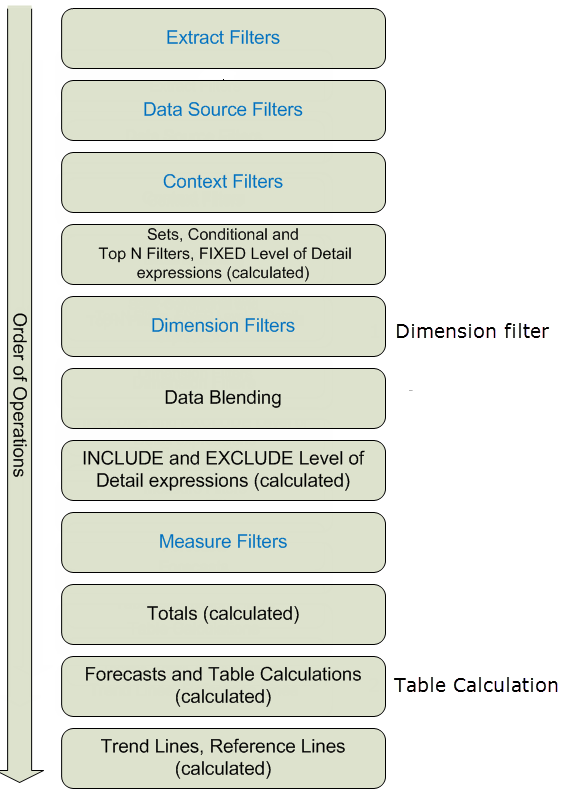 Extract Filters
Data Source Filters
Context Filters
Sets, Conditional and
Top N Filters, FIXED Level of Detail
expressions (calculated)
Dimension Filters
Dimension filter
Order of Operations
Data Blending
INCLUDE and EXCLUDE Level of
Detail expressions (calculated)
Measure Filters
Totals (calculated)
Forecasts and Table Calculations
(calculated)
Table Calculation
Trend Lines, Reference Lines
(calculated)